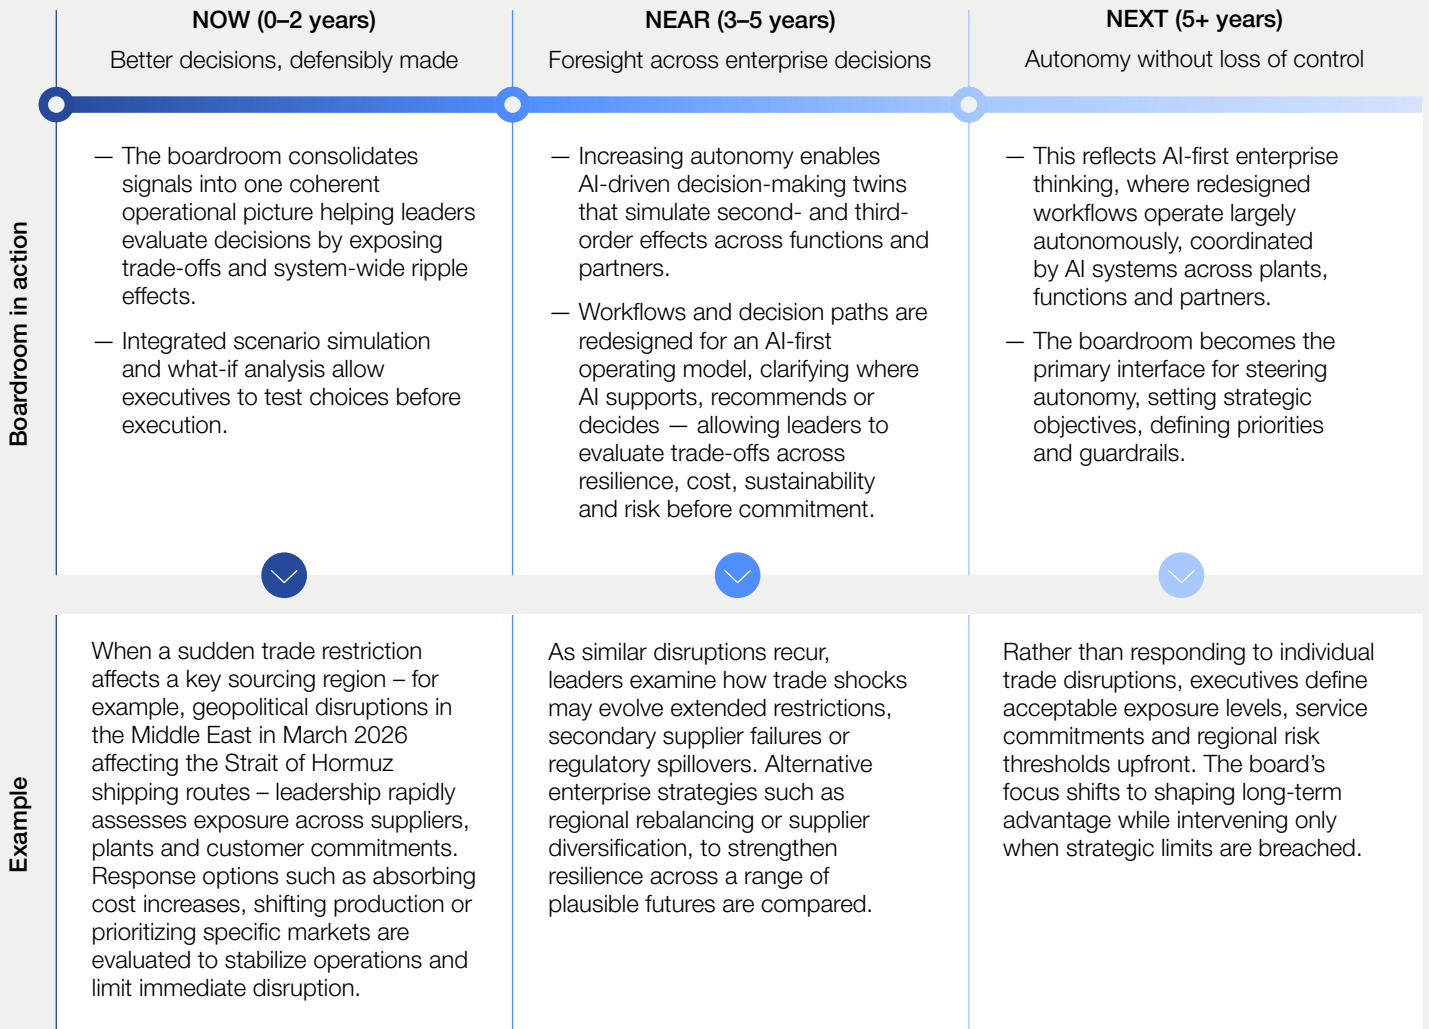 NOW (0–2 years)
Better decisions, defensibly made
NEAR (3–5 years)
Foresight across enterprise decisions
NEXT (5+ years)
Autonomy without loss of control
Boardroom in action
— The boardroom consolidates
signals into one coherent
operational picture helping leaders
evaluate decisions by exposing
trade-offs and system-wide ripple
effects.
— Integrated scenario simulation
and what-if analysis allow
executives to test choices before
execution.
— Increasing autonomy enables
AI-driven decision-making twins
that simulate second- and third-
order effects across functions and
partners.
— Workflows and decision paths are
redesigned for an AI-first
operating model, clarifying where
AI supports, recommends or
decides — allowing leaders to
evaluate trade-offs across
resilience, cost, sustainability
and risk before commitment.
— This reflects AI-first enterprise
thinking, where redesigned
workflows operate largely
autonomously, coordinated
by AI systems across plants,
functions and partners.
— The boardroom becomes the
primary interface for steering
autonomy, setting strategic
objectives, defining priorities
and guardrails.
Example
When a sudden trade restriction
affects a key sourcing region – for
example, geopolitical disruptions in
the Middle East in March 2026
affecting the Strait of Hormuz
shipping routes – leadership rapidly
assesses exposure across suppliers,
plants and customer commitments.
Response options such as absorbing
cost increases, shifting production or
prioritizing specific markets are
evaluated to stabilize operations and
limit immediate disruption.
As similar disruptions recur,
leaders examine how trade shocks
may evolve extended restrictions,
secondary supplier failures or
regulatory spillovers. Alternative
enterprise strategies such as
regional rebalancing or supplier
diversification, to strengthen
resilience across a range of
plausible futures are compared.
Rather than responding to individual
trade disruptions, executives define
acceptable exposure levels, service
commitments and regional risk
thresholds upfront. The board’s
focus shifts to shaping long-term
advantage while intervening only
when strategic limits are breached.